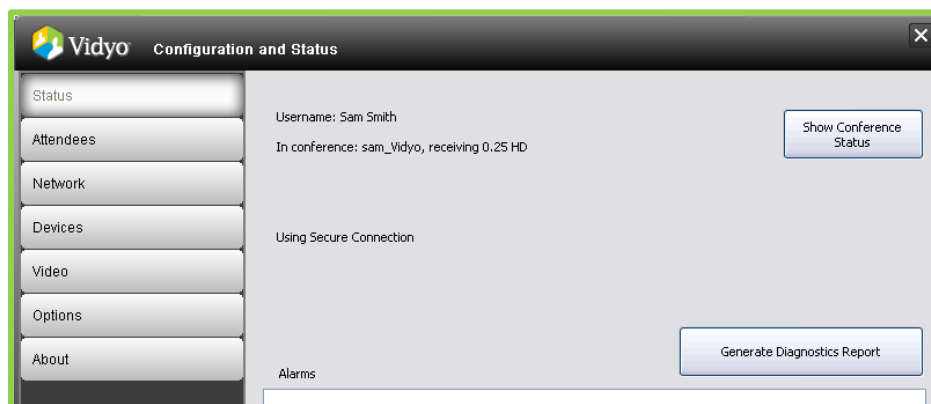 Vidyo Configuration and Status
Status
Attendees
Network
Devices
Video
Options
About
Username: Sam Smith
In conference: sam_Vidyo, receiving 0.25 HD
Show Conference
Status
Using Secure Connection
Generate Diagnostics Report
Alarms